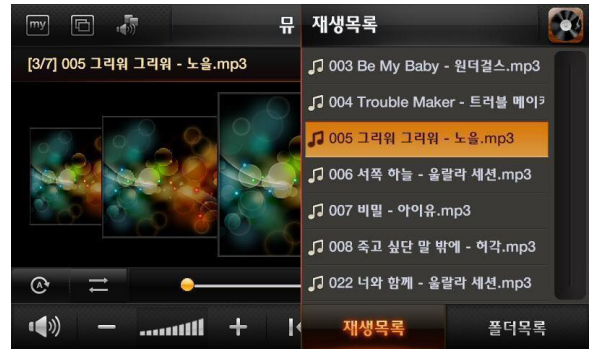 my
뮤
재생목록
[3/7] 005 그리워 그리워 - 노을.mp3
003 Be My Baby - 원더걸스.mp3
004 Trouble Maker - 트러블 메이커
005 그리워 그리워 - 노을.mp3
006 서쪽 하늘 - 울랄라 세션.mp3
007 비밀 - 아이유.mp3
008 죽고 싶단 말 밖에 - 허각.mp3
022 너와 함께 - 울랄라 세션.mp3
A
재생목록
폴더목록